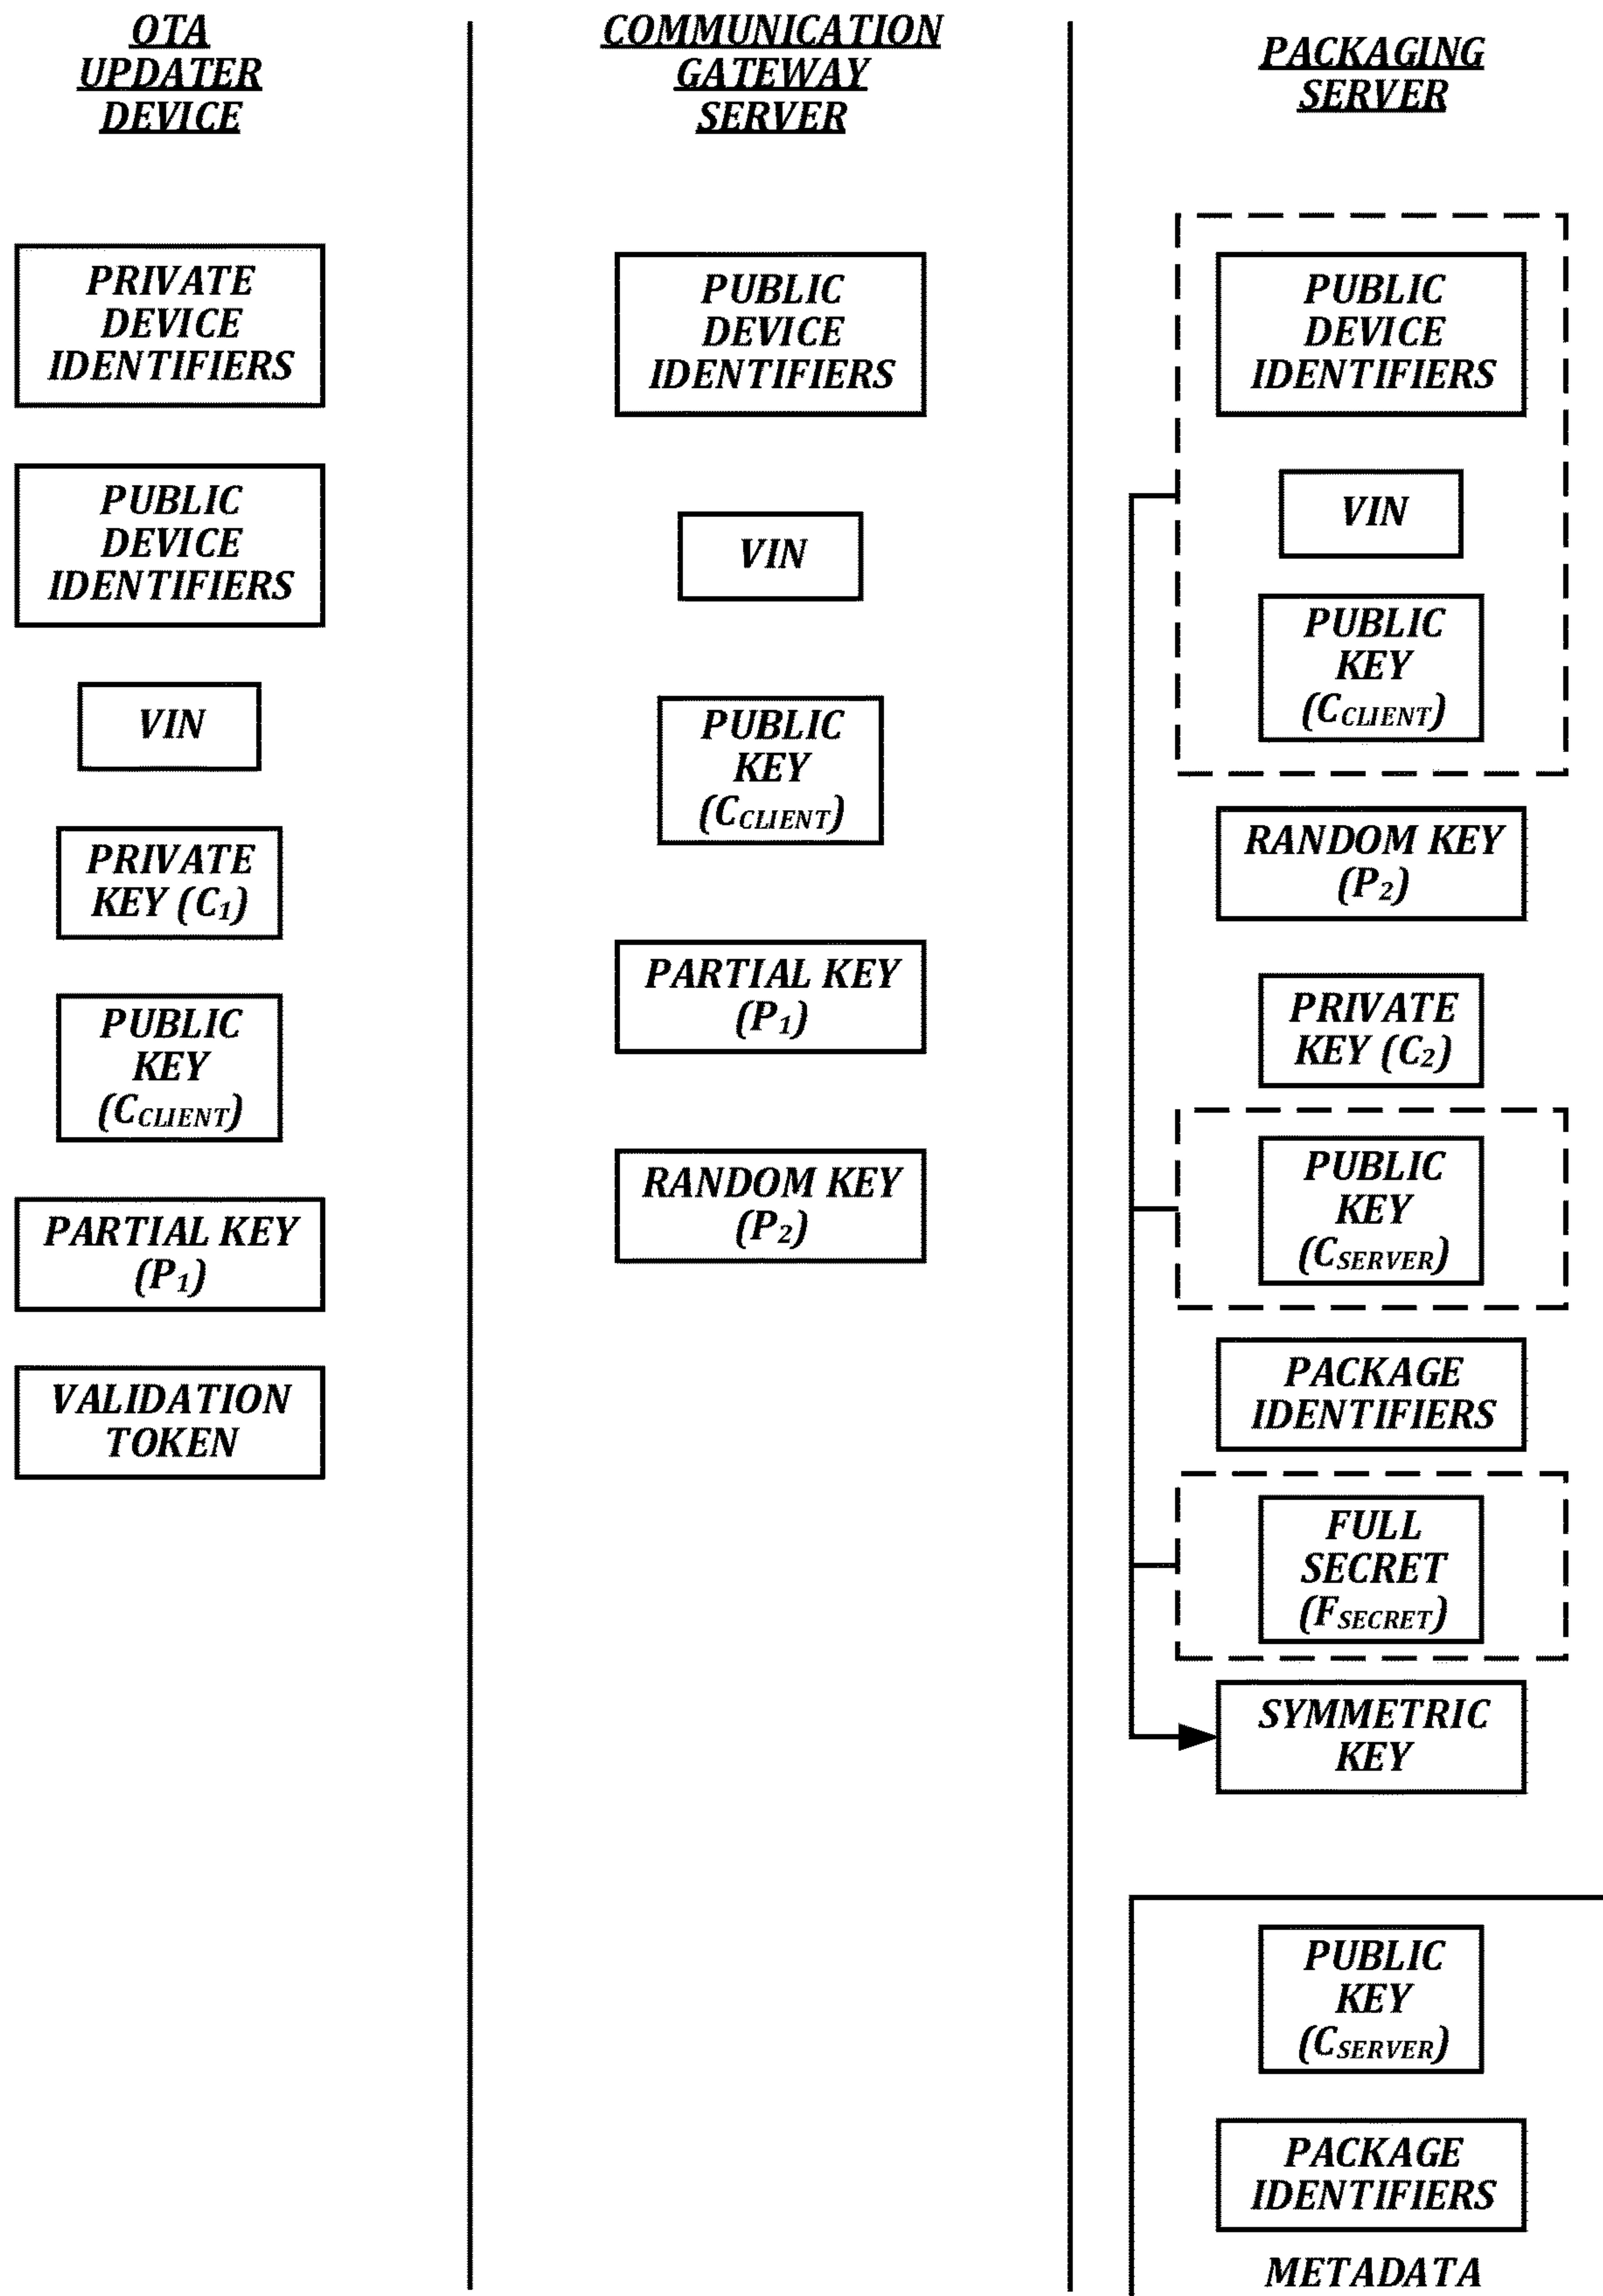 OTA
UPDATER
DEVICE
PRIVATE
DEVICE
IDENTIFIERS
PUBLIC
DEVICE
IDENTIFIERS
VIN
PRIVATE
KEY (C1)
PUBLIC
KEY
(CCLIENT)
PARTIAL KEY
(P1)
VALIDATION
TOKEN
COMMUNICATION
GATEWAY
SERVER
PUBLIC
DEVICE
IDENTIFIERS
VIN
PUBLIC
KEY
(CCLIENT)
PARTIAL KEY
(P1)
RANDOM KEY
(P2)
PACKAGING
SERVER
PUBLIC
DEVICE
IDENTIFIERS
VIN
PUBLIC
KEY
(CCLIENT)
RANDOM KEY
(P2)
PRIVATE
KEY (C2)
PUBLIC
KEY
(CSERVER)
PACKAGE
IDENTIFIERS
FULL
SECRET
(FSECRET)
SYMMETRIC
KEY
PUBLIC
KEY
(CSERVER)
PACKAGE
IDENTIFIERS
METADATA